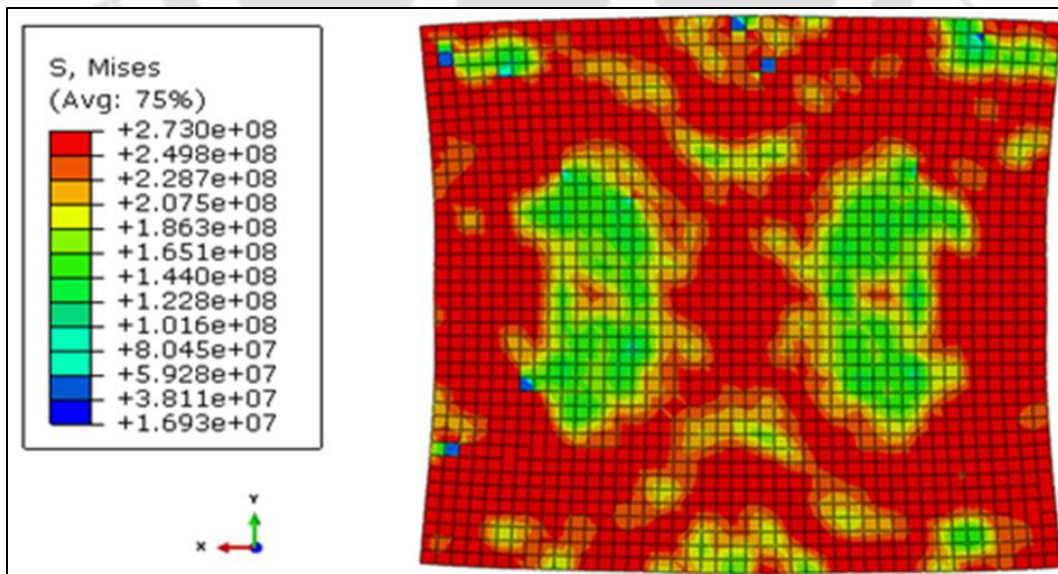 S, Mises
(Avg: 75%)
+2.730e+08
+2.498e+08
+2.287e+08
+2.075e+08
+1.863e+08
+1.651e+08
+1.440e+08
+1.228e+08
+1.016e+08
+8.045e+07
+5.928e+07
+3.811e+07
+1.693e+07
Y
X